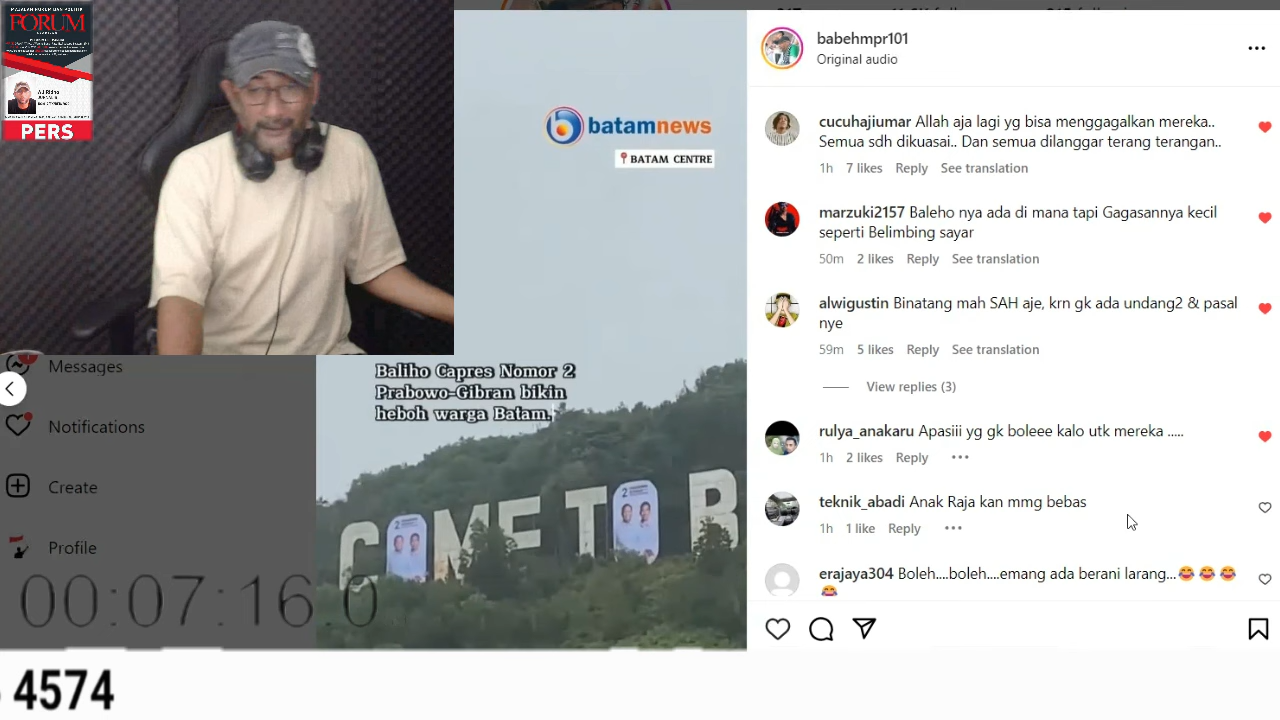 FORUM
AJ Ridho
PERS
batamnews
BATAM CENTRE
Baliho Capres Nomor 2
Prabowo-Gibran bikin
heboh warga Batam.
COME TO B
2
2
Messages
Notifications
Create
Profile
00:07:16.0
4574
babehmpr101
Original audio
cucuhajiumar Allah aja lagi yg bisa menggagalkan mereka..
Semua sdh dikuasai.. Dan semua dilanggar terang terangan..
1h 7 likes Reply See translation
marzuki2157 Baleho nya ada di mana tapi Gagasannya kecil
seperti Belimbing sayar
50m 2 likes Reply See translation
alwigustin Binatang mah SAH aje, krn gk ada undang2 & pasal
nye
59m 5 likes Reply See translation
View replies (3)
rulya_anakaru Apasiii yg gk boleee kalo utk mereka .....
1h 2 likes Reply
teknik_abadi Anak Raja kan mmg bebas
1h 1 like Reply
erajaya304 Boleh....boleh....emang ada berani larang...😂😂😂
😂